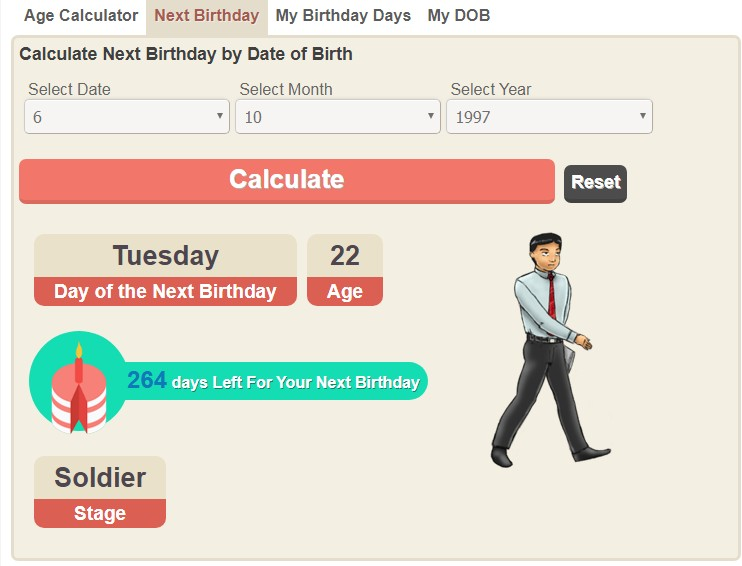 Age Calculator Next Birthday My Birthday Days My DOB
Calculate Next Birthday by Date of Birth
Select Date Select Month Select Year
6 10 1997
Calculate Reset
Tuesday 22
Day of the Next Birthday Age
264 days Left For Your Next Birthday
Soldier
Stage